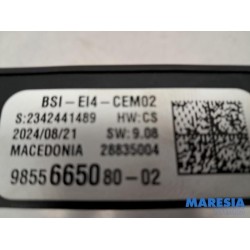 BSI-EI4-CEM02
S:2342441489 HW:CS
2024/08/21 SW: 9.08
MACEDONIA 28835004
9855665080-02
MARESIA